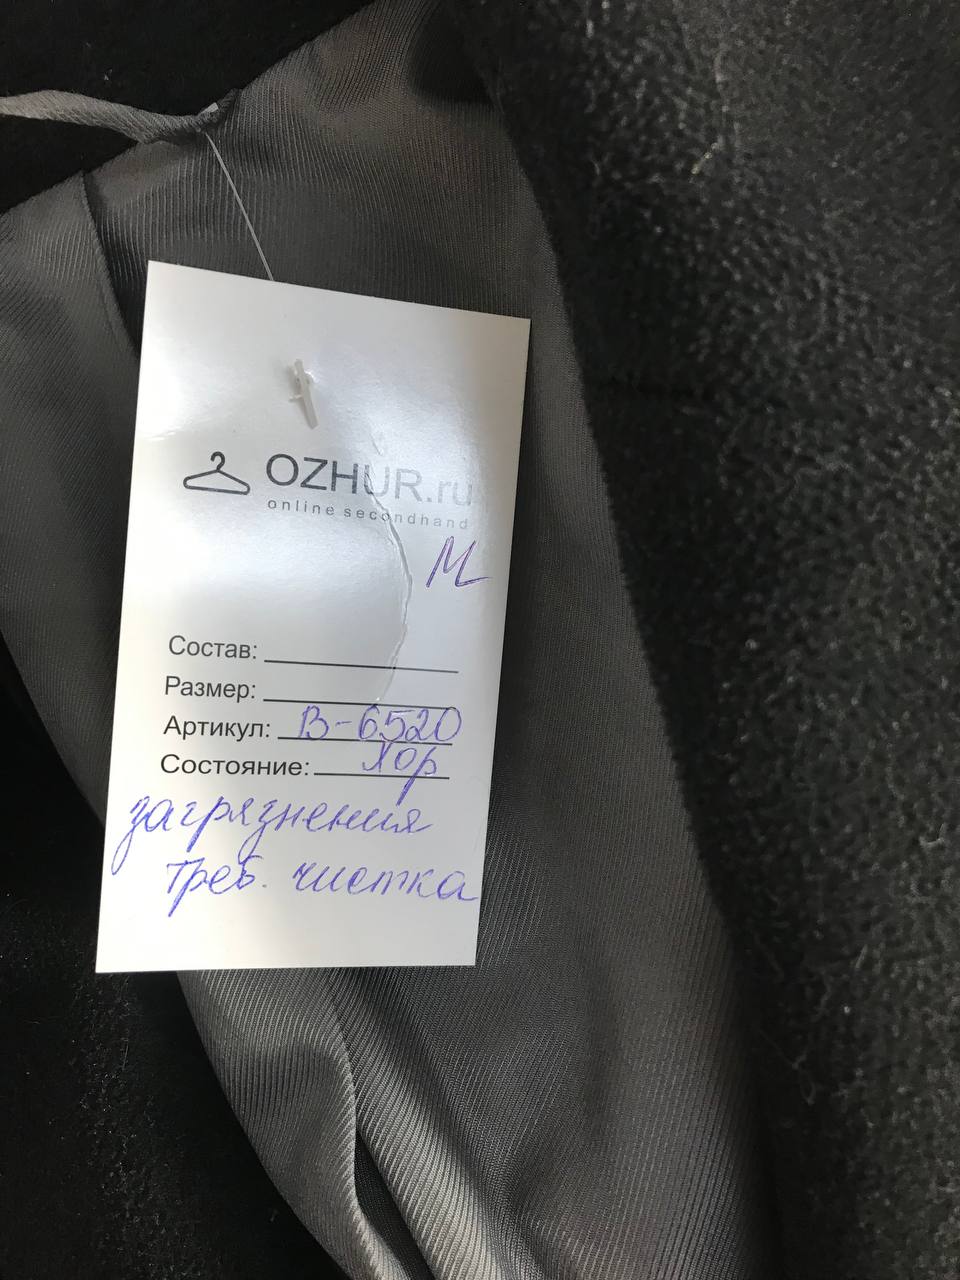 OZHUR.ru
online secondhand
M
Состав:
Размер:
Артикул: В-6520
Состояние: Хор
загрязнения
треб. чистка